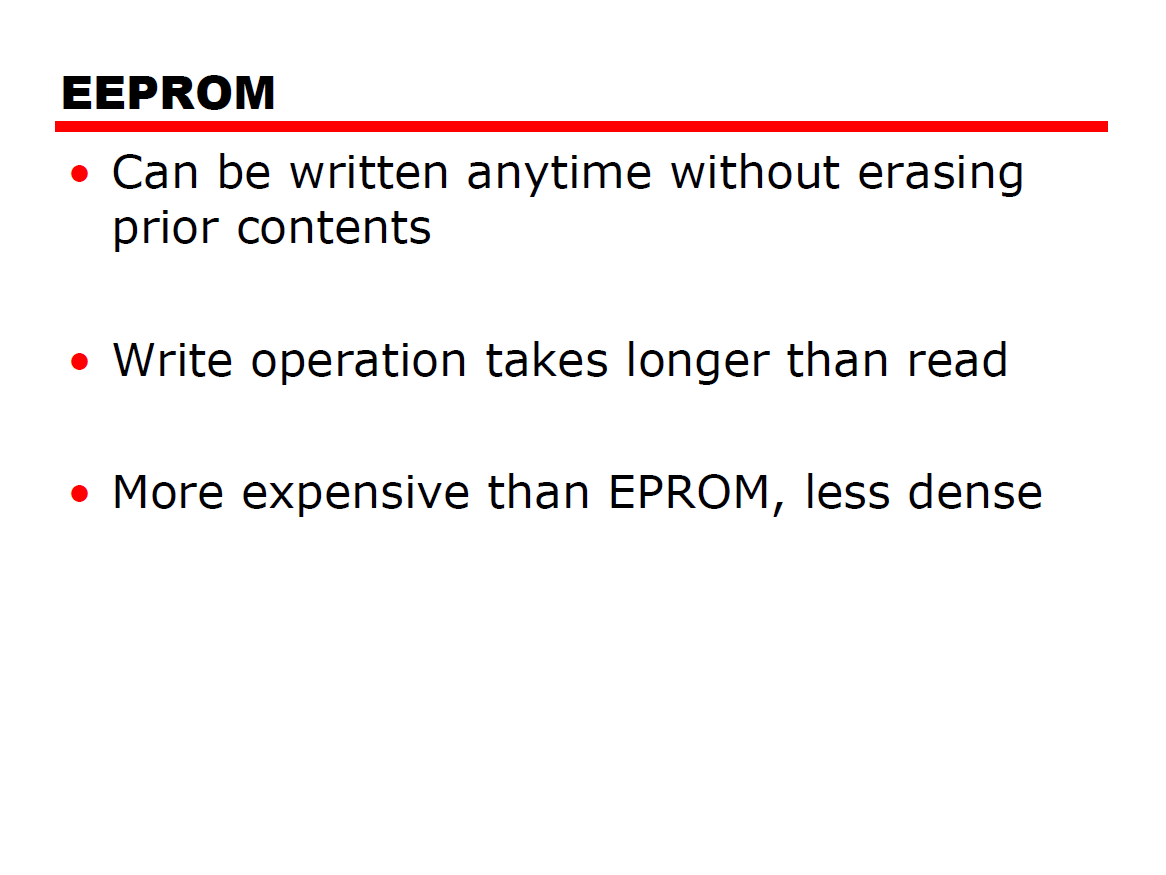 EEPROM
• Can be written anytime without erasing
prior contents
• Write operation takes longer than read
• More expensive than EPROM, less dense